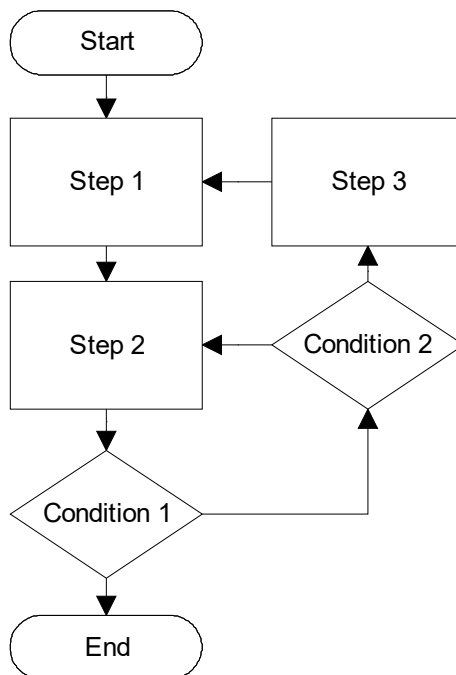 Start
Step 1
Step 3
Step 2
Condition 2
Condition 1
End